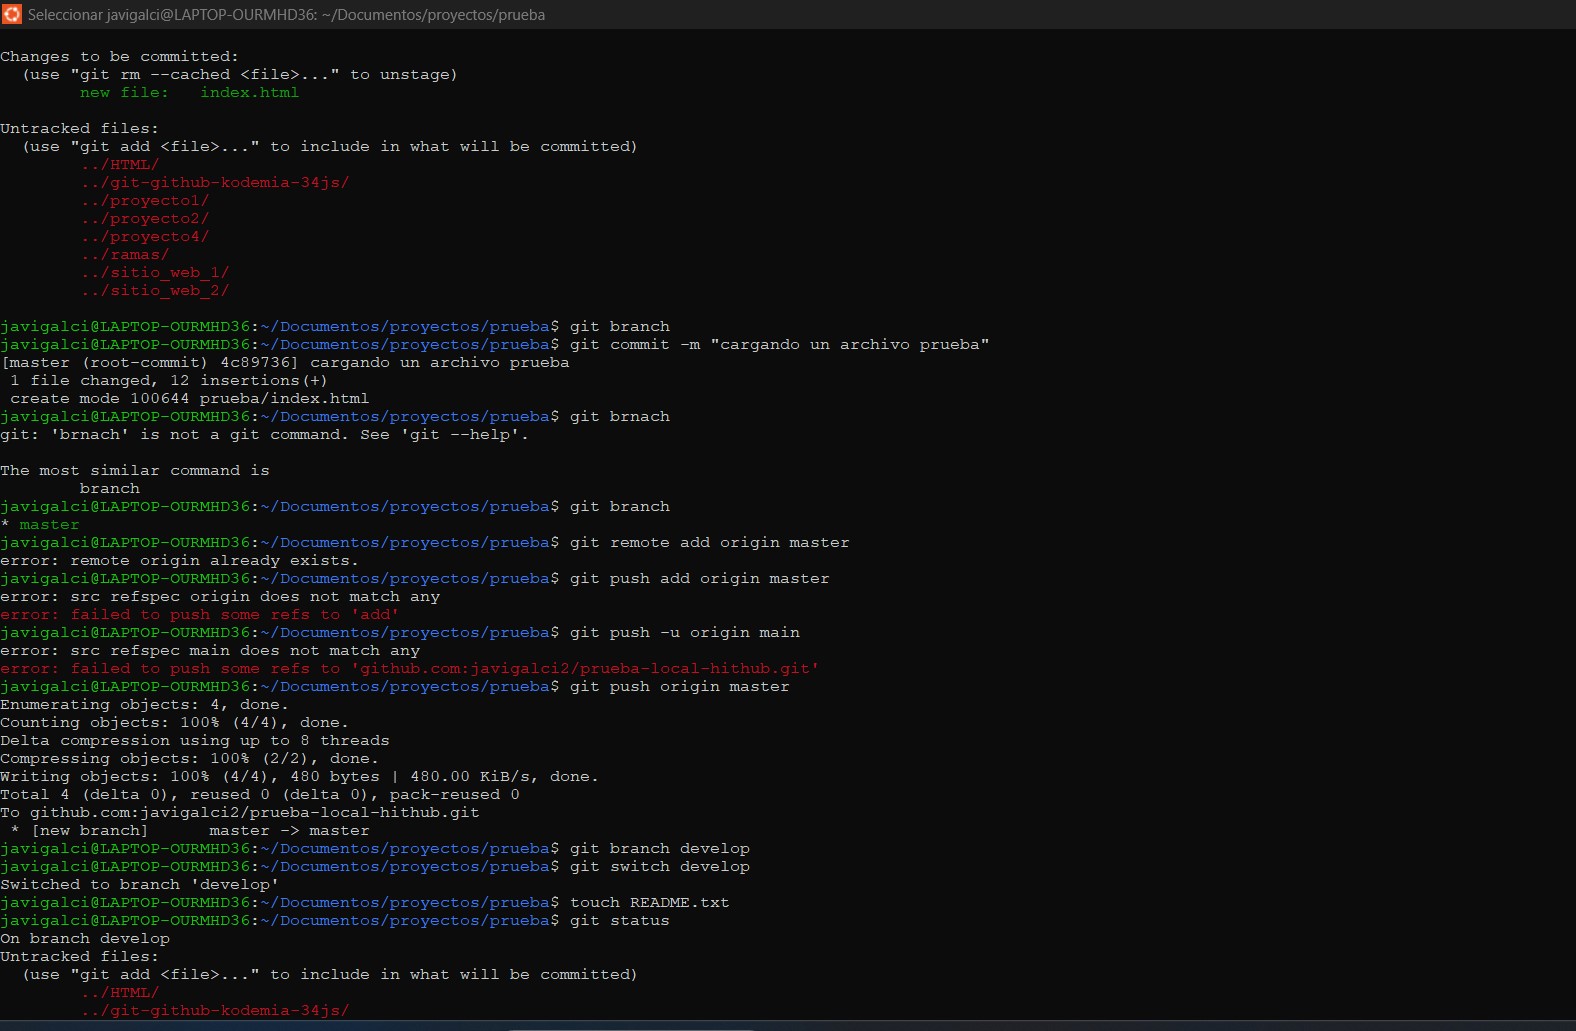 Seleccionar javigalci@LAPTOP-OURMHD36: ~/Documentos/proyectos/prueba
Changes to be committed:
  (use "git rm --cached <file>..." to unstage)
        new file:   index.html
Untracked files:
  (use "git add <file>..." to include in what will be committed)
        ../HTML/
        ../git-github-kodemia-34js/
        ../proyecto1/
        ../proyecto2/
        ../proyecto4/
        ../ramas/
        ../sitio_web_1/
        ../sitio_web_2/
javigalci@LAPTOP-OURMHD36:~/Documentos/proyectos/prueba$ git branch
javigalci@LAPTOP-OURMHD36:~/Documentos/proyectos/prueba$ git commit -m "cargando un archivo prueba"
[master (root-commit) 4c89736] cargando un archivo prueba
 1 file changed, 12 insertions(+)
 create mode 100644 prueba/index.html
javigalci@LAPTOP-OURMHD36:~/Documentos/proyectos/prueba$ git brnach
git: 'brnach' is not a git command. See 'git --help'.
The most similar command is
        branch
javigalci@LAPTOP-OURMHD36:~/Documentos/proyectos/prueba$ git branch
* master
javigalci@LAPTOP-OURMHD36:~/Documentos/proyectos/prueba$ git remote add origin master
error: remote origin already exists.
javigalci@LAPTOP-OURMHD36:~/Documentos/proyectos/prueba$ git push add origin master
error: src refspec origin does not match any
error: failed to push some refs to 'add'
javigalci@LAPTOP-OURMHD36:~/Documentos/proyectos/prueba$ git push -u origin main
error: src refspec main does not match any
error: failed to push some refs to 'github.com:javigalci2/prueba-local-hithub.git'
javigalci@LAPTOP-OURMHD36:~/Documentos/proyectos/prueba$ git push origin master
Enumerating objects: 4, done.
Counting objects: 100% (4/4), done.
Delta compression using up to 8 threads
Compressing objects: 100% (2/2), done.
Writing objects: 100% (4/4), 480 bytes | 480.00 KiB/s, done.
Total 4 (delta 0), reused 0 (delta 0), pack-reused 0
To github.com:javigalci2/prueba-local-hithub.git
 * [new branch]      master -> master
javigalci@LAPTOP-OURMHD36:~/Documentos/proyectos/prueba$ git branch develop
javigalci@LAPTOP-OURMHD36:~/Documentos/proyectos/prueba$ git switch develop
Switched to branch 'develop'
javigalci@LAPTOP-OURMHD36:~/Documentos/proyectos/prueba$ touch README.txt
javigalci@LAPTOP-OURMHD36:~/Documentos/proyectos/prueba$ git status
On branch develop
Untracked files:
  (use "git add <file>..." to include in what will be committed)
        ../HTML/
        ../git-github-kodemia-34js/